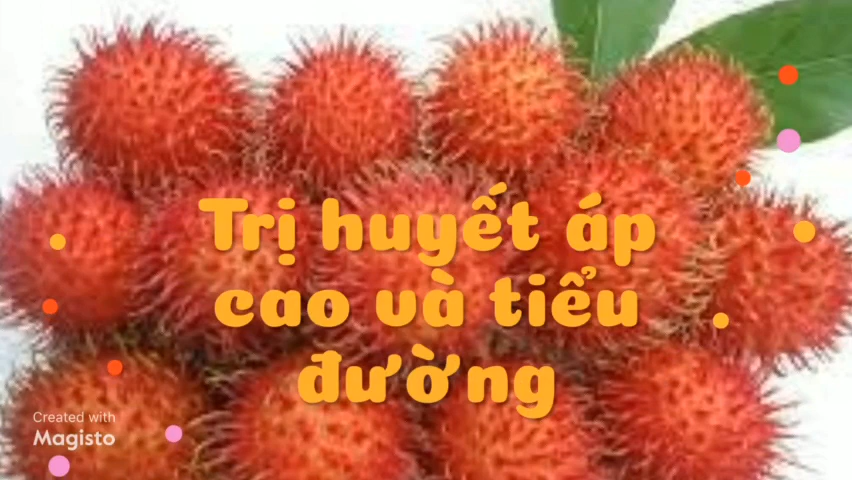 Trị huyết áp
cao và tiểu
đường
Created with
Magisto